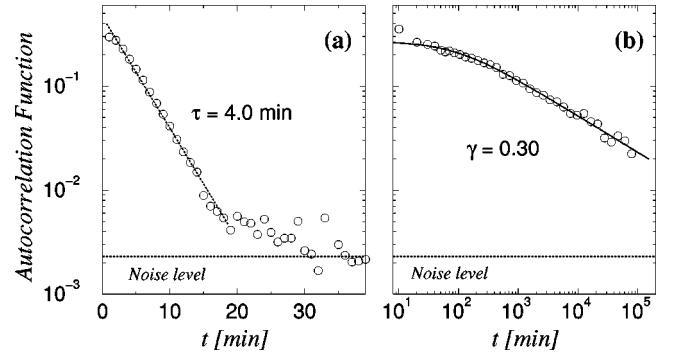 Autocorrelation Function
(a)
τ = 4.0 min
Noise level
10⁻¹
10⁻²
10⁻³
0 10 20 30
t [min]
(b)
γ = 0.30
Noise level
10¹ 10² 10³ 10⁴ 10⁵
t [min]